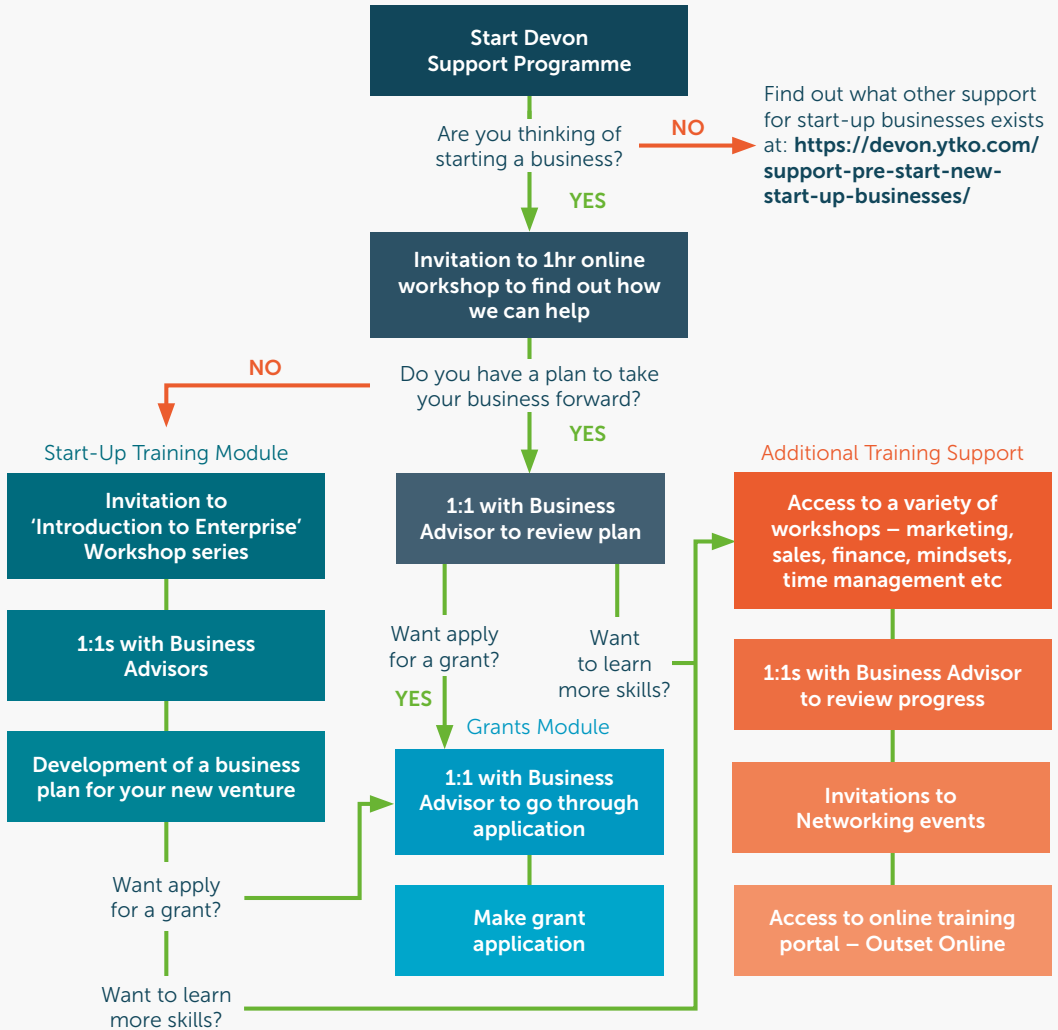 Start Devon
Support Programme
Are you thinking of
starting a business?
NO
Find out what other support
for start-up businesses exists
at: https://devon.ytko.com/
support-pre-start-new-
start-up-businesses/
YES
Invitation to 1hr online
workshop to find out how
we can help
NO
Do you have a plan to take
your business forward?
YES
Start-Up Training Module
Invitation to
‘Introduction to Enterprise’
Workshop series
1:1s with Business
Advisors
Development of a business
plan for your new venture
Want apply
for a grant?
Want to learn
more skills?
1:1 with Business
Advisor to review plan
Want apply
for a grant?
YES
Want
to learn
more skills?
Grants Module
1:1 with Business
Advisor to go through
application
Make grant
application
Additional Training Support
Access to a variety of
workshops – marketing,
sales, finance, mindsets,
time management etc
1:1s with Business Advisor
to review progress
Invitations to
Networking events
Access to online training
portal – Outset Online